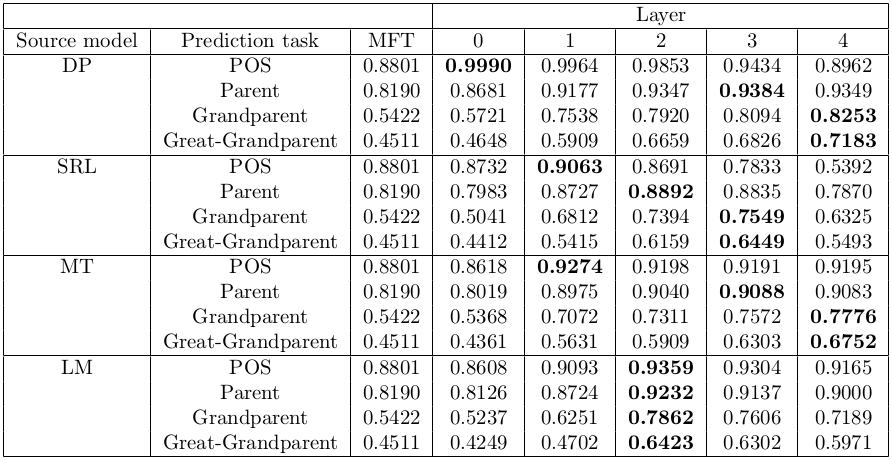 Layer
Source model Prediction task MFT 0 1 2 3 4
DP POS 0.8801 0.9990 0.9964 0.9853 0.9434 0.8962
Parent 0.8190 0.8681 0.9177 0.9347 0.9384 0.9349
Grandparent 0.5422 0.5721 0.7538 0.7920 0.8094 0.8253
Great-Grandparent 0.4511 0.4648 0.5909 0.6659 0.6826 0.7183
SRL POS 0.8801 0.8732 0.9063 0.8691 0.7833 0.5392
Parent 0.8190 0.7983 0.8727 0.8892 0.8835 0.7870
Grandparent 0.5422 0.5041 0.6812 0.7394 0.7549 0.6325
Great-Grandparent 0.4511 0.4412 0.5415 0.6159 0.6449 0.5493
MT POS 0.8801 0.8618 0.9274 0.9198 0.9191 0.9195
Parent 0.8190 0.8019 0.8975 0.9040 0.9088 0.9083
Grandparent 0.5422 0.5368 0.7072 0.7311 0.7572 0.7776
Great-Grandparent 0.4511 0.4361 0.5631 0.5909 0.6303 0.6752
LM POS 0.8801 0.8608 0.9093 0.9359 0.9304 0.9165
Parent 0.8190 0.8126 0.8724 0.9232 0.9137 0.9000
Grandparent 0.5422 0.5237 0.6251 0.7862 0.7606 0.7189
Great-Grandparent 0.4511 0.4249 0.4702 0.6423 0.6302 0.5971